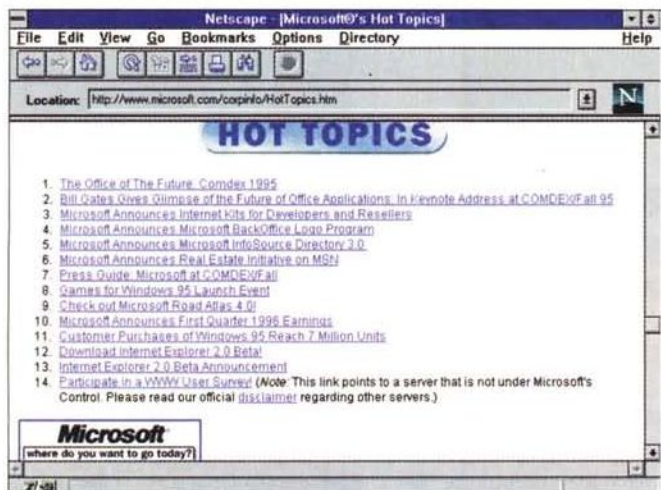 Netscape - [Microsoft®'s Hot Topics]
File Edit View Go Bookmarks Options Directory Help
Location: http://www.microsoft.com/corpinfo/HotTopics.htm
N
HOT TOPICS
1. The Office of The Future: Comdex 1995
2. Bill Gates Gives Glimpse of the Future of Office Applications: In Keynote Address at COMDEX/Fall 95
3. Microsoft Announces Internet Kits for Developers and Resellers
4. Microsoft Announces Microsoft BackOffice Logo Program
5. Microsoft Announces Microsoft InfoSource Directory 3.0
6. Microsoft Announces Real Estate Initiative on MSN
7. Press Guide: Microsoft at COMDEX/Fall
8. Games for Windows 95 Launch Event
9. Check out Microsoft Road Atlas 4.0!
10. Microsoft Announces First Quarter 1996 Earnings
11. Customer Purchases of Windows 95 Reach 7 Million Units
12. Download Internet Explorer 2.0 Beta!
13. Internet Explorer 2.0 Beta Announcement
14. Participate in a WWW User Survey! (Note: This link points to a server that is not under Microsoft's
Control. Please read our official disclaimer regarding other servers.)
Microsoft
where do you want to go today?